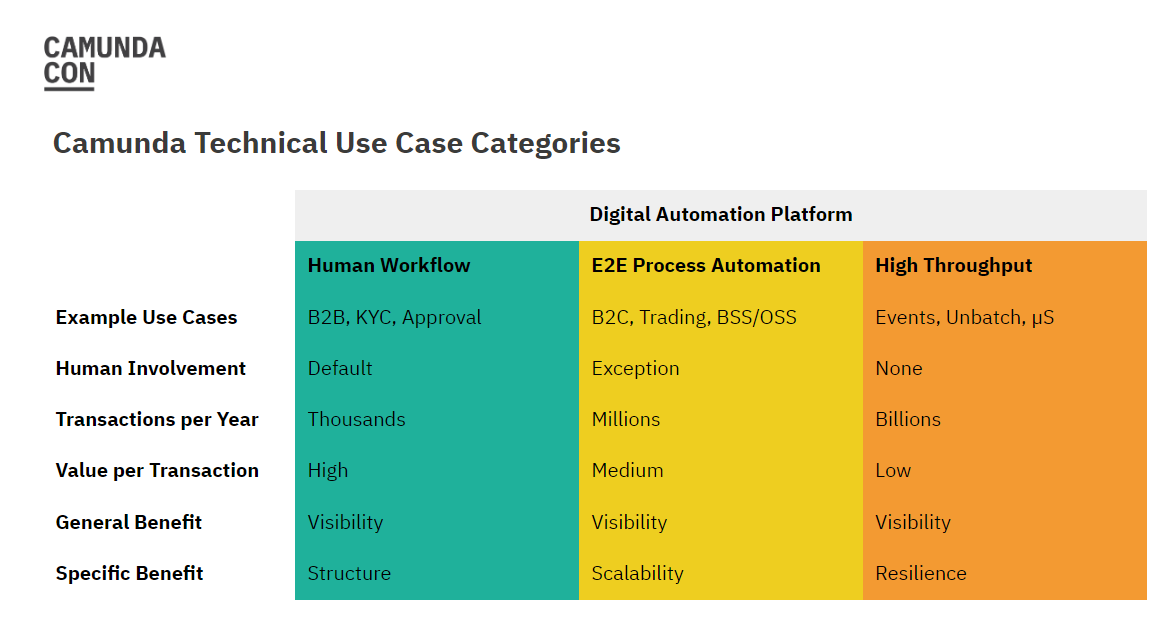 CAMUNDA
CON
Camunda Technical Use Case Categories
Digital Automation Platform
Human Workflow E2E Process Automation High Throughput
Example Use Cases B2B, KYC, Approval B2C, Trading, BSS/OSS Events, Unbatch, µS
Human Involvement Default Exception None
Transactions per Year Thousands Millions Billions
Value per Transaction High Medium Low
General Benefit Visibility Visibility Visibility
Specific Benefit Structure Scalability Resilience